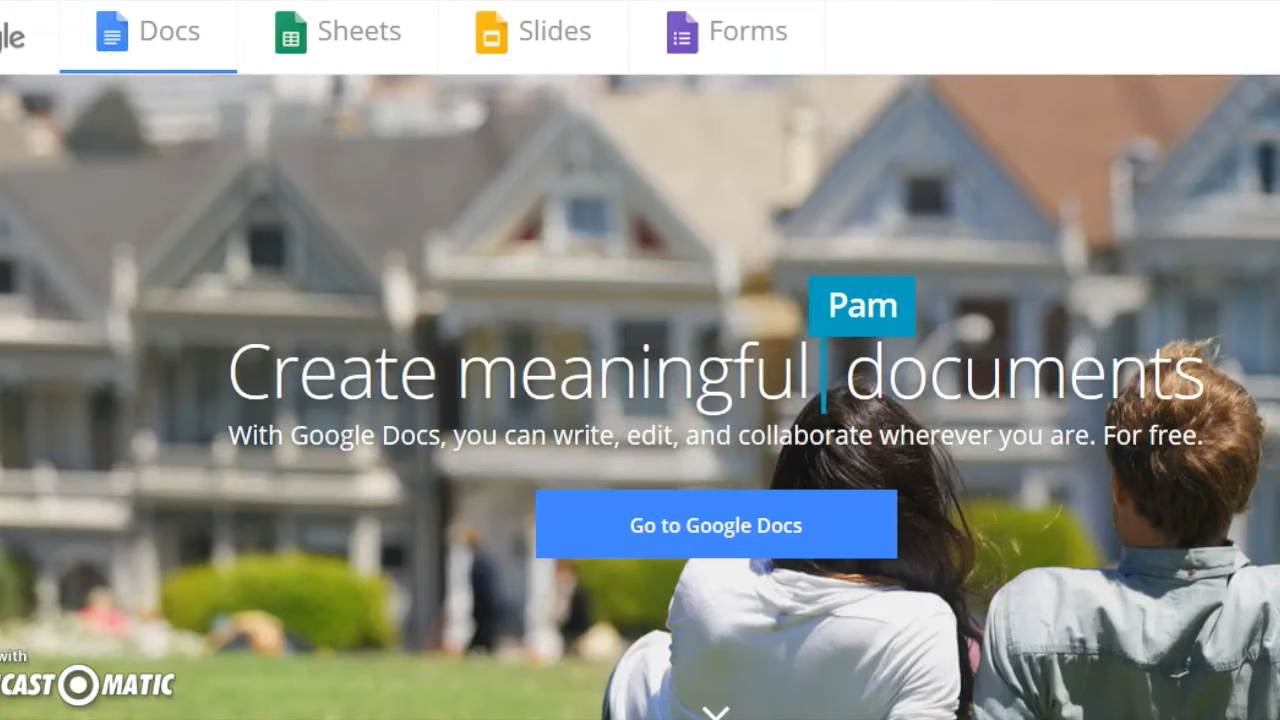 gle Docs Sheets Slides Forms
Pam
Create meaningful documents
With Google Docs, you can write, edit, and collaborate wherever you are. For free.
Go to Google Docs
with
CAST MATIC